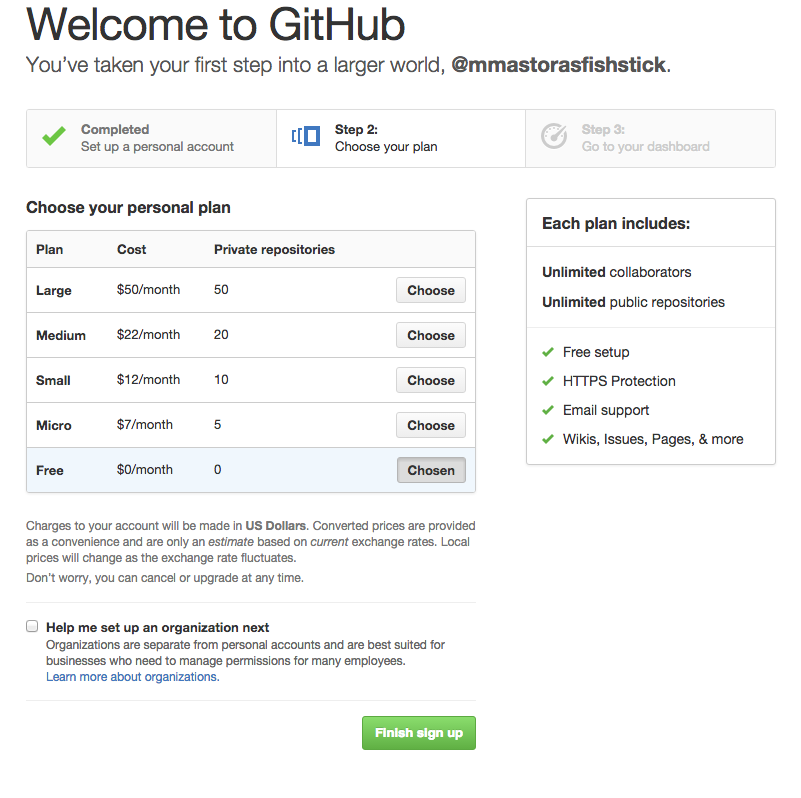 Welcome to GitHub
You've taken your first step into a larger world, @mmastorasfishstick.
Completed
Set up a personal account
Step 2:
Choose your plan
Step 3:
Go to your dashboard
Choose your personal plan
Plan Cost Private repositories
Large $50/month 50 Choose
Medium $22/month 20 Choose
Small $12/month 10 Choose
Micro $7/month 5 Choose
Free $0/month 0 Chosen
Charges to your account will be made in US Dollars. Converted prices are provided
as a convenience and are only an estimate based on current exchange rates. Local
prices will change as the exchange rate fluctuates.
Don't worry, you can cancel or upgrade at any time.
Help me set up an organization next
Organizations are separate from personal accounts and are best suited for
businesses who need to manage permissions for many employees.
Learn more about organizations.
Finish sign up
Each plan includes:
Unlimited collaborators
Unlimited public repositories
Free setup
HTTPS Protection
Email support
Wikis, Issues, Pages, & more